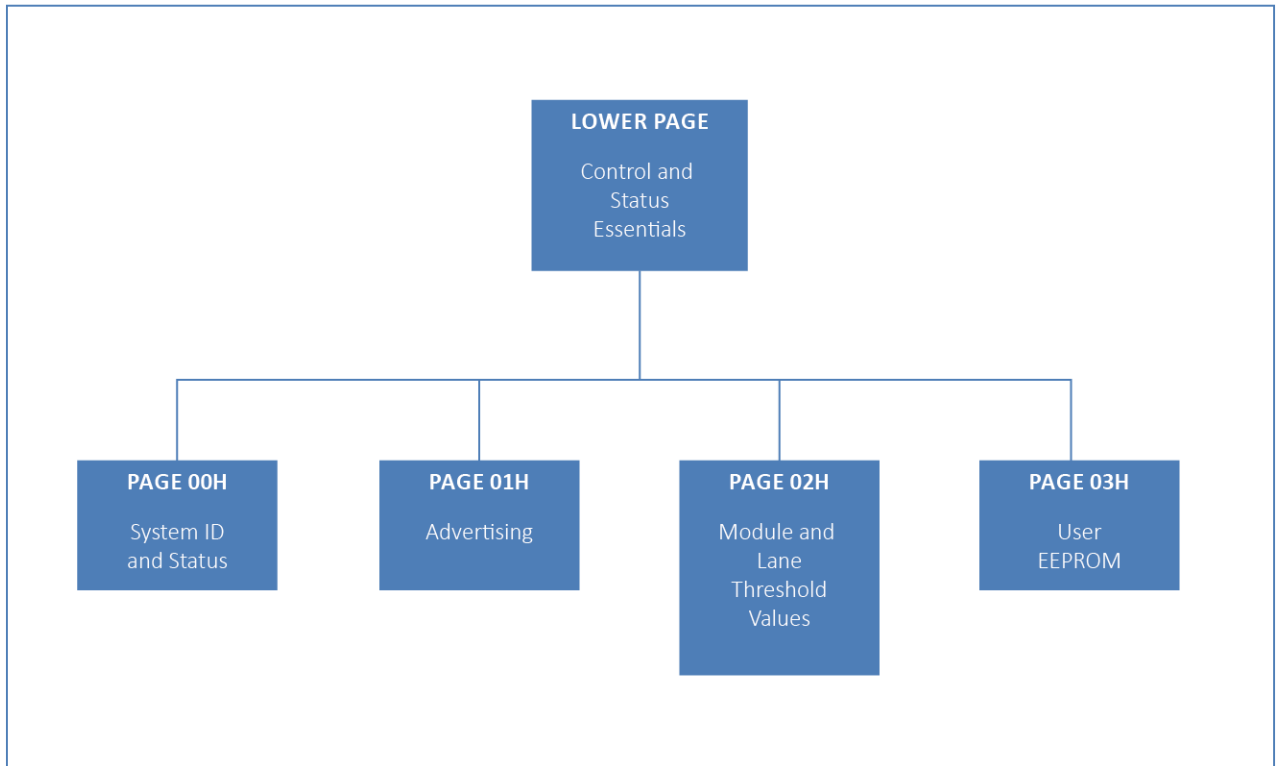 LOWER PAGE
Control and
Status
Essentials
PAGE 00H
System ID
and Status
PAGE 01H
Advertising
PAGE 02H
Module and
Lane
Threshold
Values
PAGE 03H
User
EEPROM